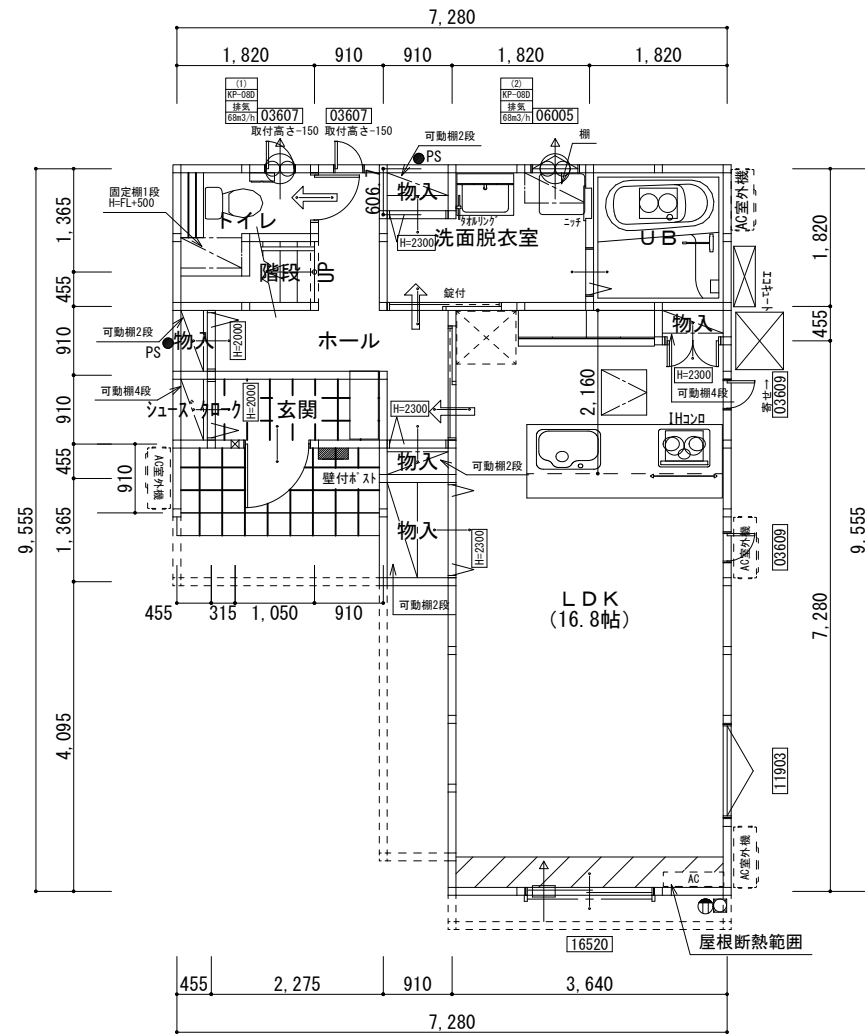 7,280
1,820
910
910
1,820
1,820
(1)
KP-08D
排気
68m3/h
03607
取付高さ-150
03607
取付高さ-150
可動棚2段
PS
(2)
KP-08D
排気
68m3/h
06005
棚
固定棚1段
H=FL+500
トイレ
606
物入
H=2300
タオルリング
洗面脱衣室
ニッチ
UB
AC室外機
エコキュート
階段
UP
1,365
455
910
910
455
910
1,365
4,095
9,555
1,820
455
7,280
9,555
可動棚2段
PS
物入
H=2000
ホール
錠付
物入
H=2300
可動棚4段
寄せ→
03609
可動棚4段
シューズクローク
H=2000
玄関
H=2300
2,160
IHコンロ
AC室外機
壁付ポスト
物入
可動棚2段
物入
H=2300
可動棚2段
AC室外機
03609
455
315
1,050
910
LDK
(16.8帖)
11903
AC室外機
AC
16520
屋根断熱範囲
455
2,275
910
3,640
7,280